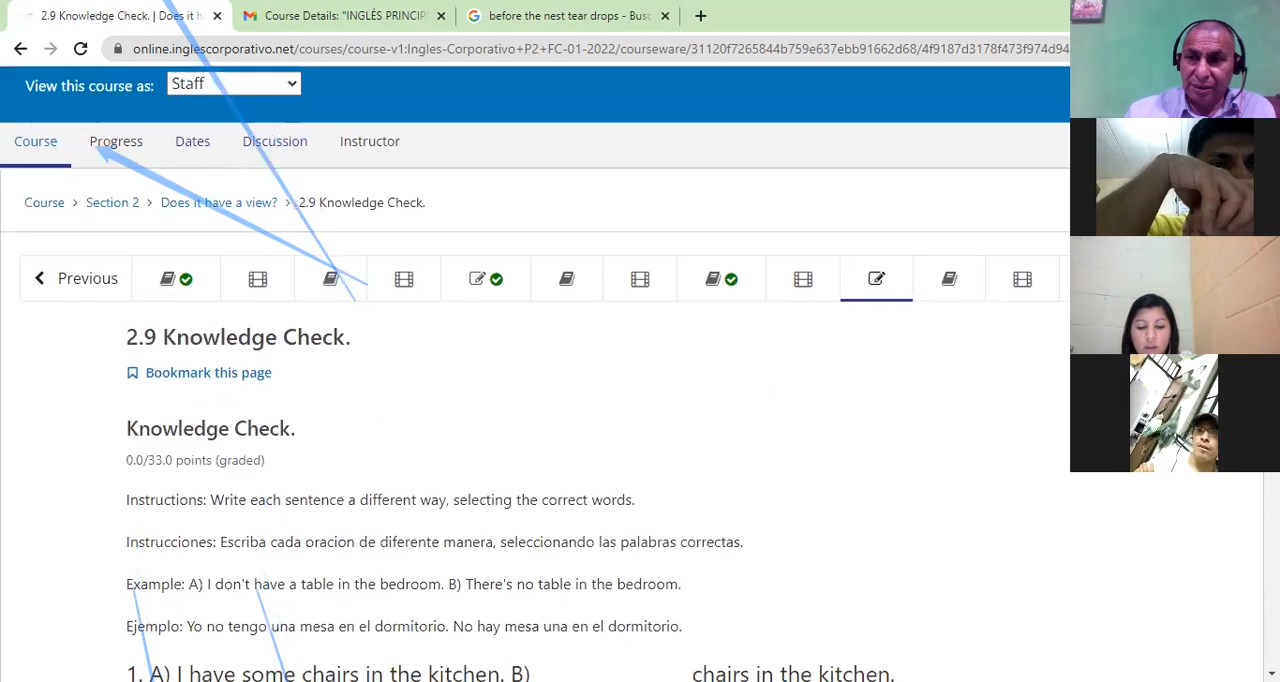 2.9 Knowledge Check. | Does it h
Course Details: "INGLÉS PRINCIPI
before the nest tear drops - Bus
online.inglescorporativo.net/courses/course-v1:Ingles-Corporativo P2+FC-01-2022/courseware/31120f7265844b759e637ebb91662d68/4f9187d3178f473f974d94
View this course as: Staff
Course Progress Dates Discussion Instructor
Course > Section 2 > Does it have a view? > 2.9 Knowledge Check.
Previous
2.9 Knowledge Check.
Bookmark this page
Knowledge Check.
0.0/33.0 points (graded)
Instructions: Write each sentence a different way, selecting the correct words.
Instrucciones: Escriba cada oracion de diferente manera, seleccionando las palabras correctas.
Example: A) I don't have a table in the bedroom. B) There's no table in the bedroom.
Ejemplo: Yo no tengo una mesa en el dormitorio. No hay mesa una en el dormitorio.
1. A) I have some chairs in the kitchen. B) chairs in the kitchen.